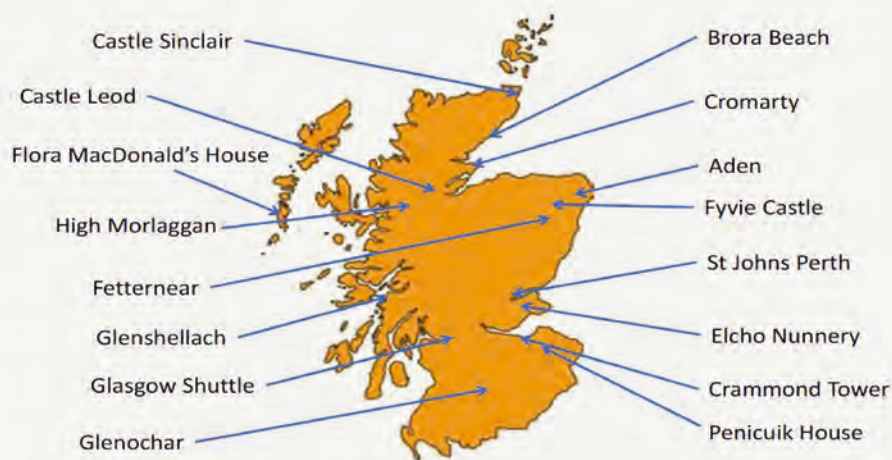 Castle Sinclair
Castle Leod
Flora MacDonald's House
High Morlaggan
Fetternear
Glenshellach
Glasgow Shuttle
Glenochar
Brora Beach
Cromarty
Aden
Fyvie Castle
St Johns Perth
Elcho Nunnery
Crammond Tower
Penicuik House